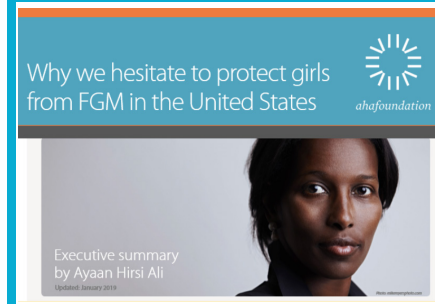 Why we hesitate to protect girls
from FGM in the United States
ahafoundation
Executive summary
by Ayaan Hirsi Ali
Updated: January 2019